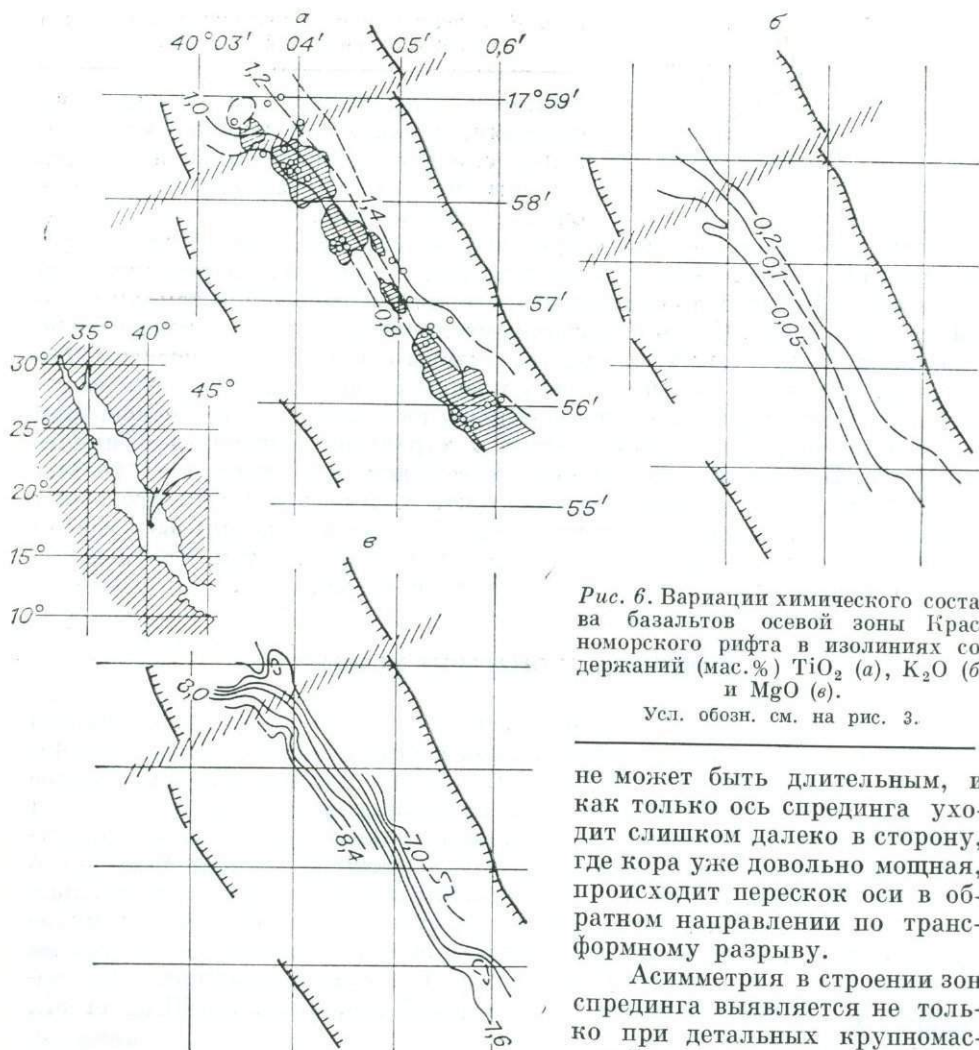 а
40°03′ 04′ 05′ 0,6′
1,2
1,0
17°59′
58′
1,4
57′
0,8
56′
55′
б
0,2
0,1
0,05
35° 40°
45°
30°
25°
20°
15°
10°
в
8,0
8,4
7,0
7,6
Рис. 6. Вариации химического соста
ва базальтов осевой зоны Крас
номорского рифта в изолиниях со
держаний (мас.%) TiO₂ (а), K₂O (б
и MgO (в).
Усл. обозн. см. на рис. 3.
не может быть длительным, и
как только ось спрединга ухо-
дит слишком далеко в сторону,
где кора уже довольно мощная,
происходит перескок оси в об-
ратном направлении по транс-
формному разрыву.
Асимметрия в строении зон
спрединга выявляется не толь-
ко при детальных крупномас-